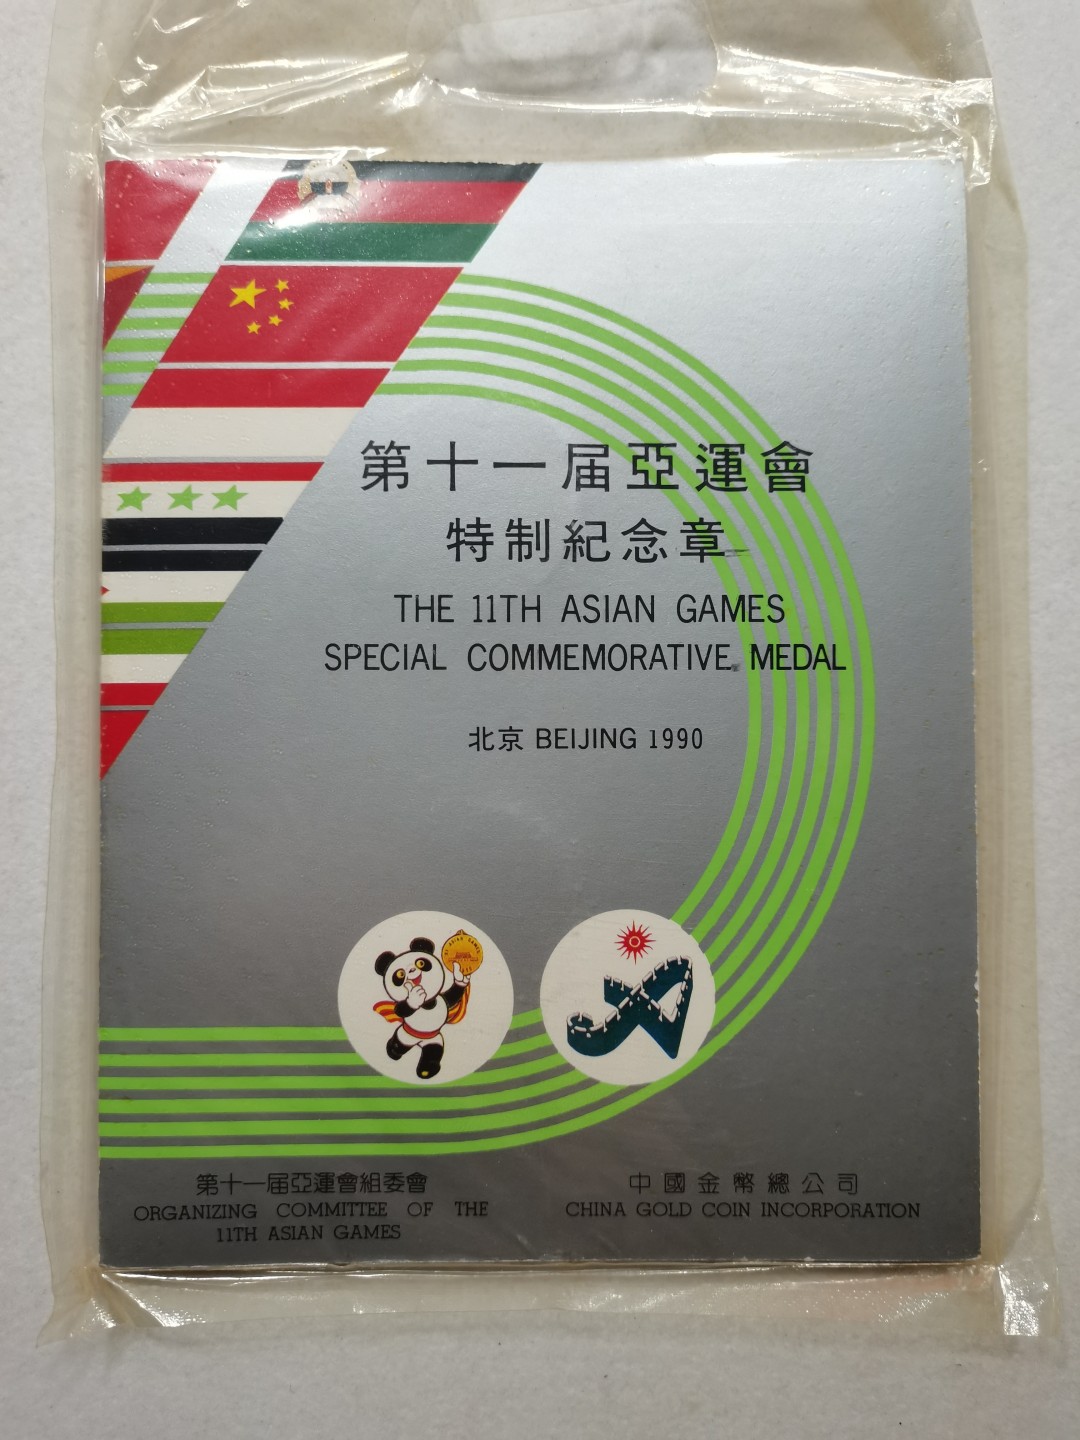 第十一届亞運會
特制紀念章
THE 11TH ASIAN GAMES
SPECIAL COMMEMORATIVE MEDAL
北京 BEIJING 1990
第十一届亞運會組委會
ORGANIZING COMMITTEE OF THE
11TH ASIAN GAMES
中國金幣總公司
CHINA GOLD COIN INCORPORATION